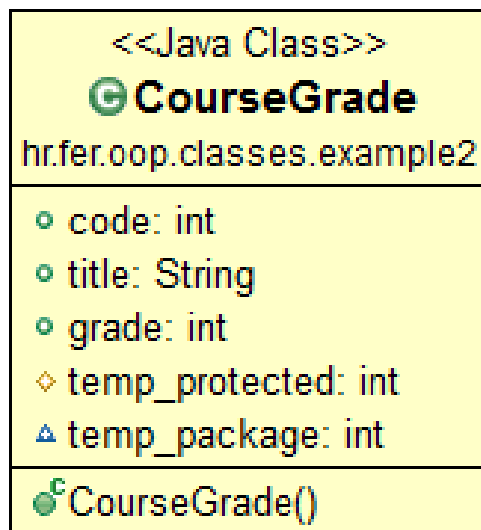 <<Java Class>>
C CourseGrade
hr.fer.oop.classes.example2
code: int
title: String
grade: int
temp_protected: int
temp_package: int
C CourseGrade()